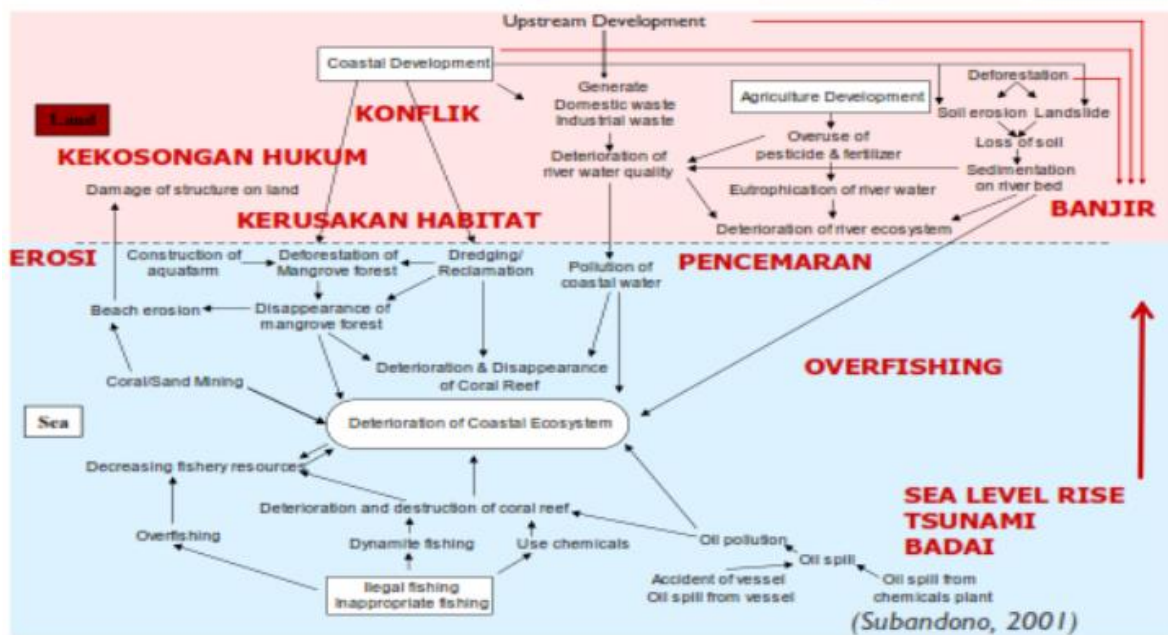 Upstream Development
Coastal Development
Generate
Domestic waste
Industrial waste
Agriculture Development
Deforestation
Soil erosion Landslide
Land
KONFLIK
Overuse of
pesticide & fertilizer
Loss of soil
KEKOSONGAN HUKUM
Deterioration of
river water quality
Sedimentation
on river bed
Damage of structure on land
Eutrophication of river water
KERUSAKAN HABITAT
BANJIR
Deterioration of river ecosystem
EROSI
Construction of
aquafarm
Deforestation of
Mangrove forest
Dredging/
Reclamation
Pollution of
coastal water
PENCEMARAN
Beach erosion
Disappearance of
mangrove forest
Deterioration & Disappearance
of Coral Reef
OVERFISHING
Coral/Sand Mining
Sea
Deterioration of Coastal Ecosystem
Decreasing fishery resources
SEA LEVEL RISE
TSUNAMI
BADAI
Deterioration and destruction of coral reef
Overfishing
Dynamite fishing
Use chemicals
Oil pollution
Oil spill
Ilegal fishing
Inappropriate fishing
Accident of vessel
Oil spill from vessel
Oil spill from
chemicals plant
(Subandono, 2001)